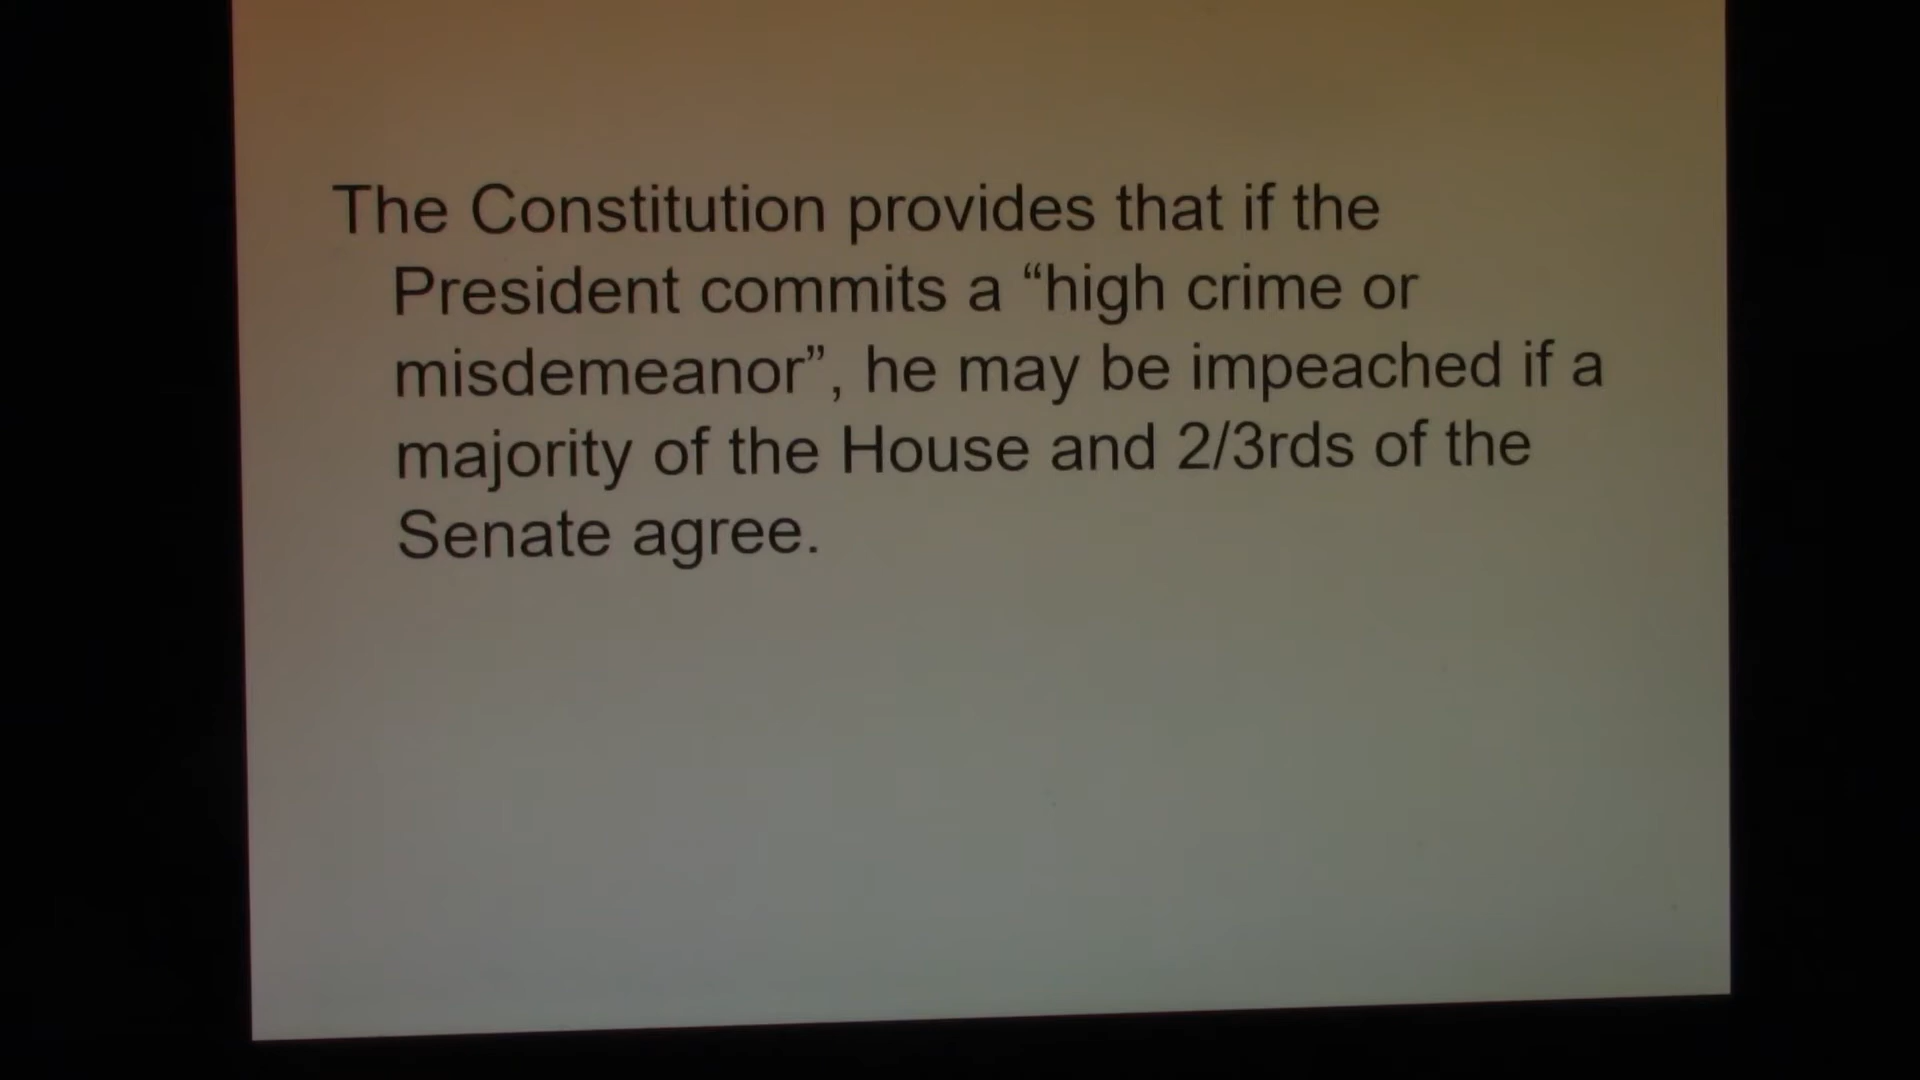 The Constitution provides that if the
President commits a “high crime or
misdemeanor”, he may be impeached if a
majority of the House and 2/3rds of the
Senate agree.